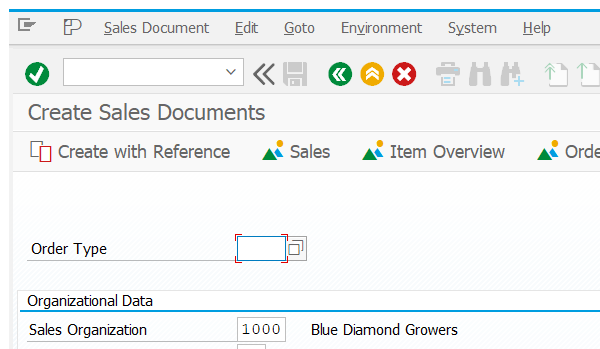 Sales Document Edit Goto Environment System Help
Create Sales Documents
Create with Reference Sales Item Overview Orde
Order Type
Organizational Data
Sales Organization 1000 Blue Diamond Growers